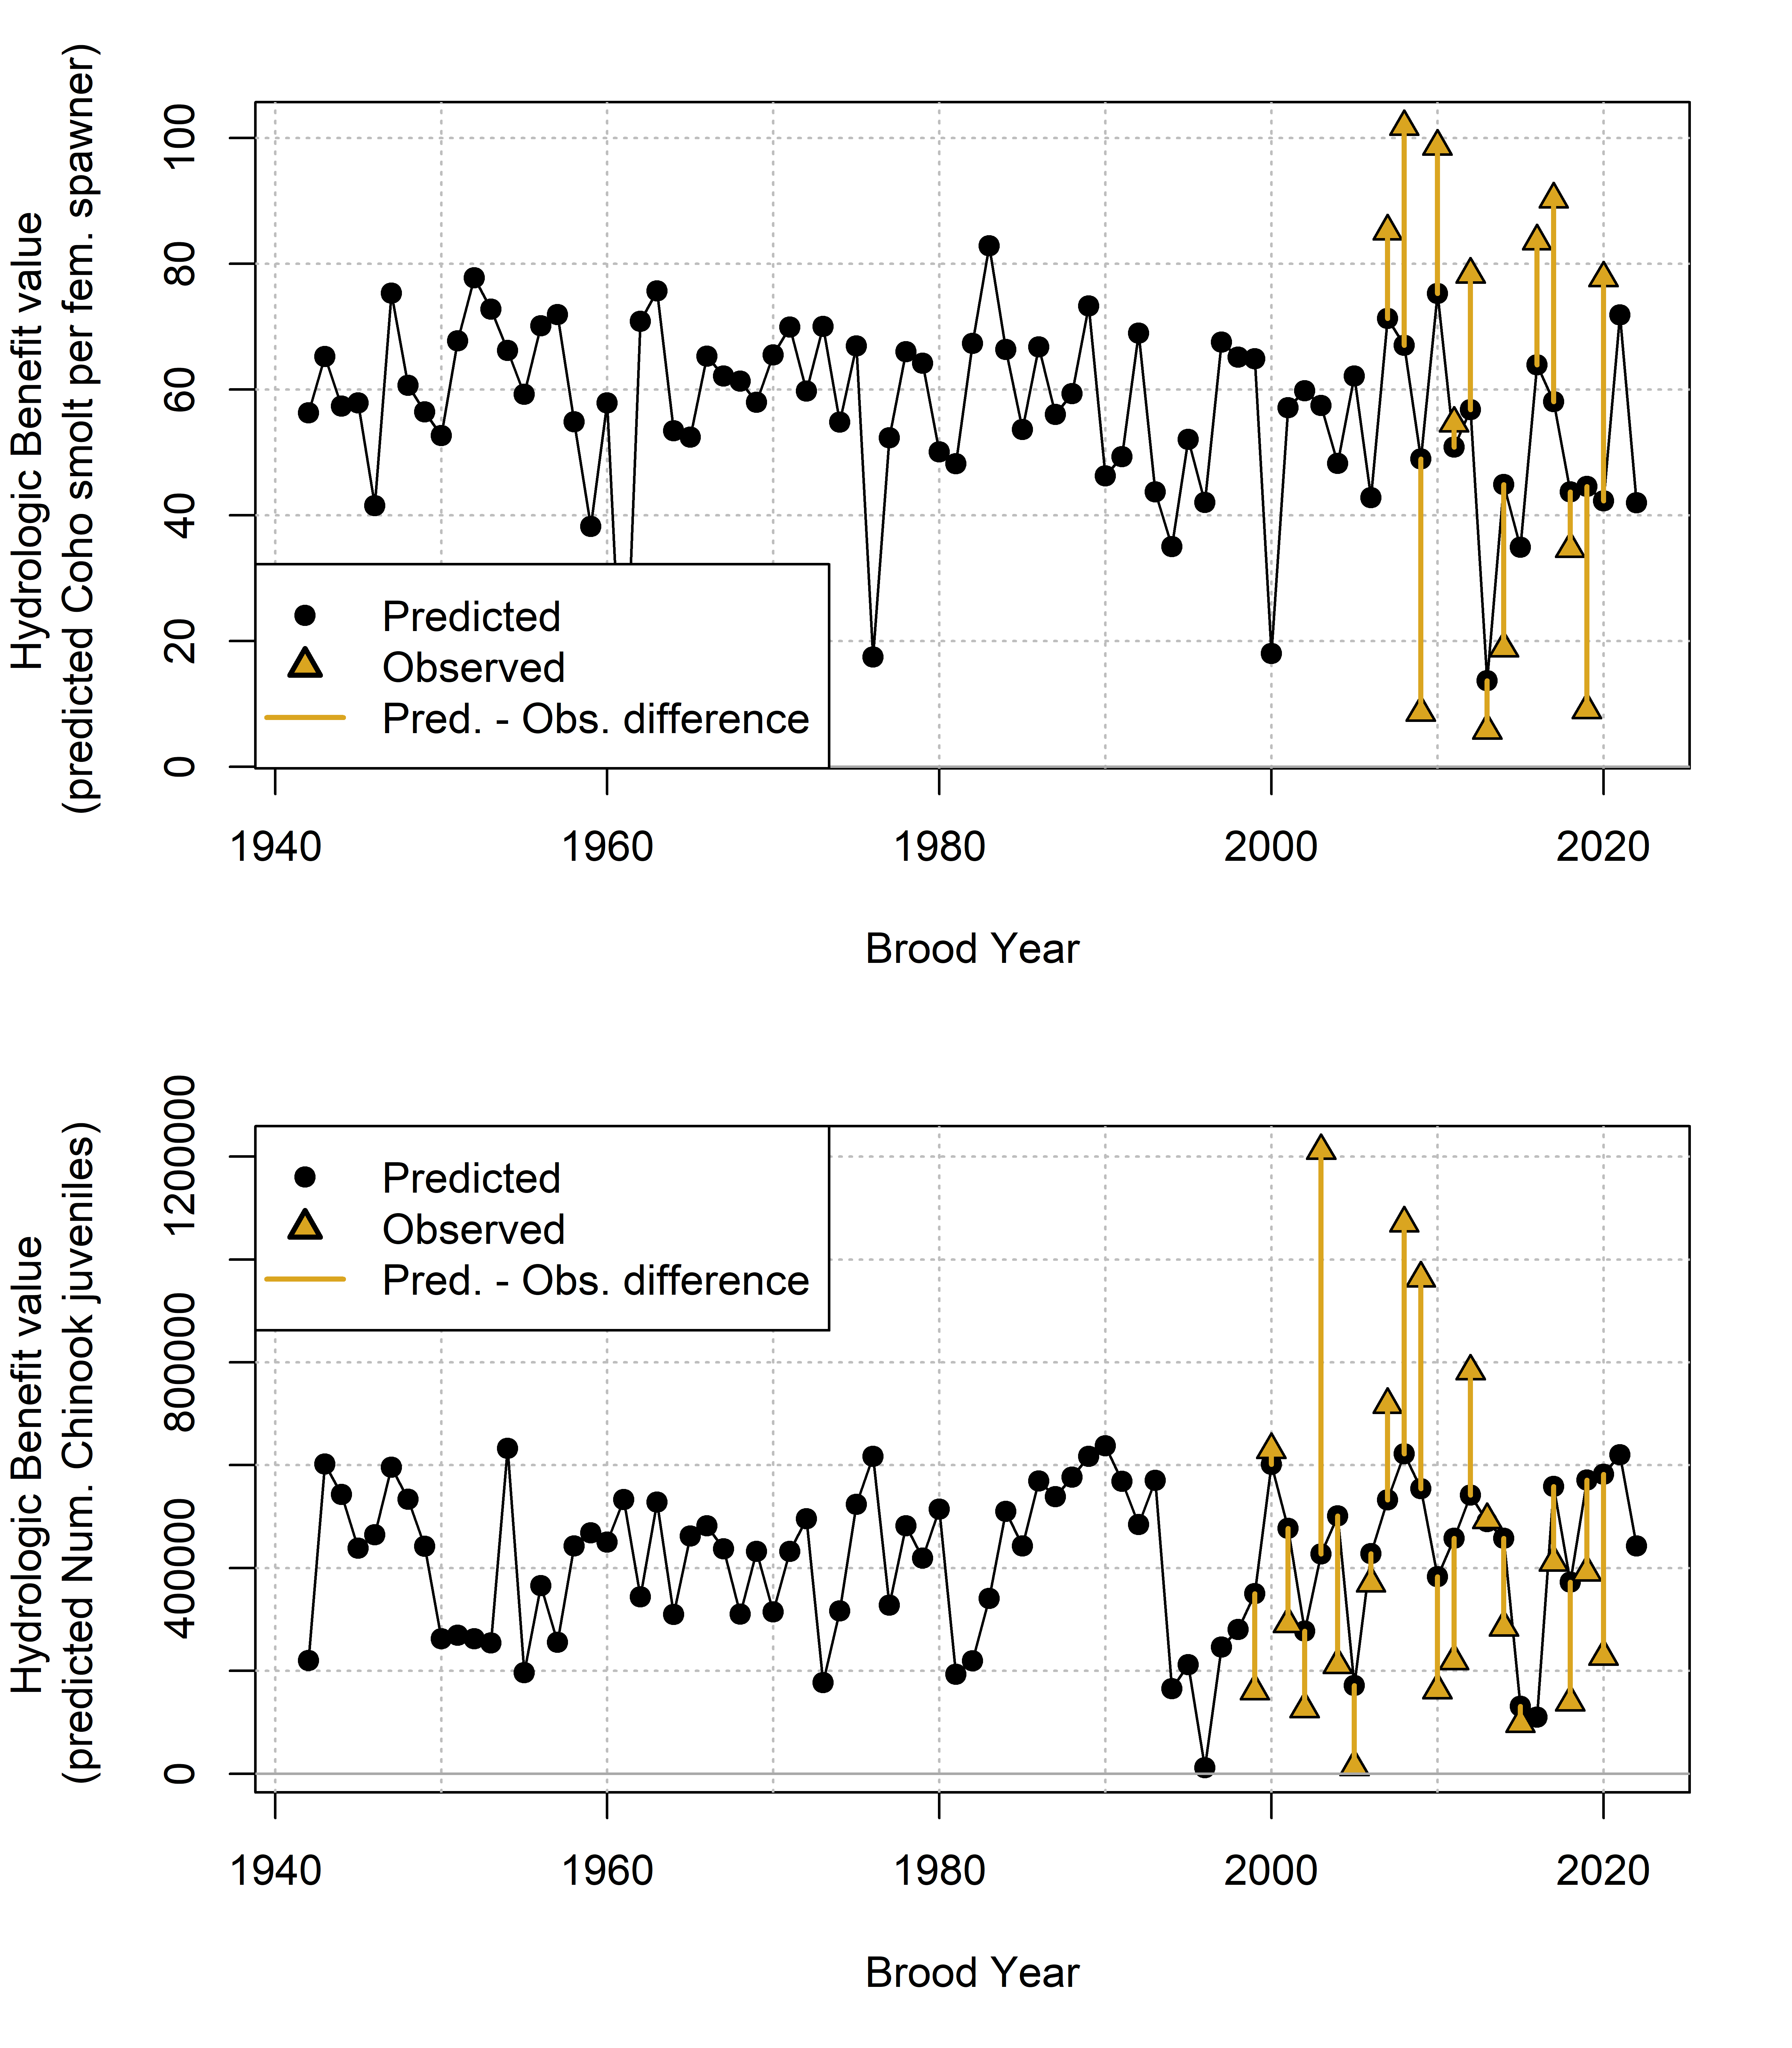 Hydrologic Benefit value
(predicted Coho smolt per fem. spawner)
100
80
60
40
20
0
Predicted
Observed
Pred. - Obs. difference
1940 1960 1980 2000 2020
Brood Year
Hydrologic Benefit value
(predicted Num. Chinook juveniles)
1200000
800000
400000
0
Predicted
Observed
Pred. - Obs. difference
1940 1960 1980 2000 2020
Brood Year